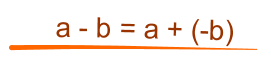 a - b = a + (-b)